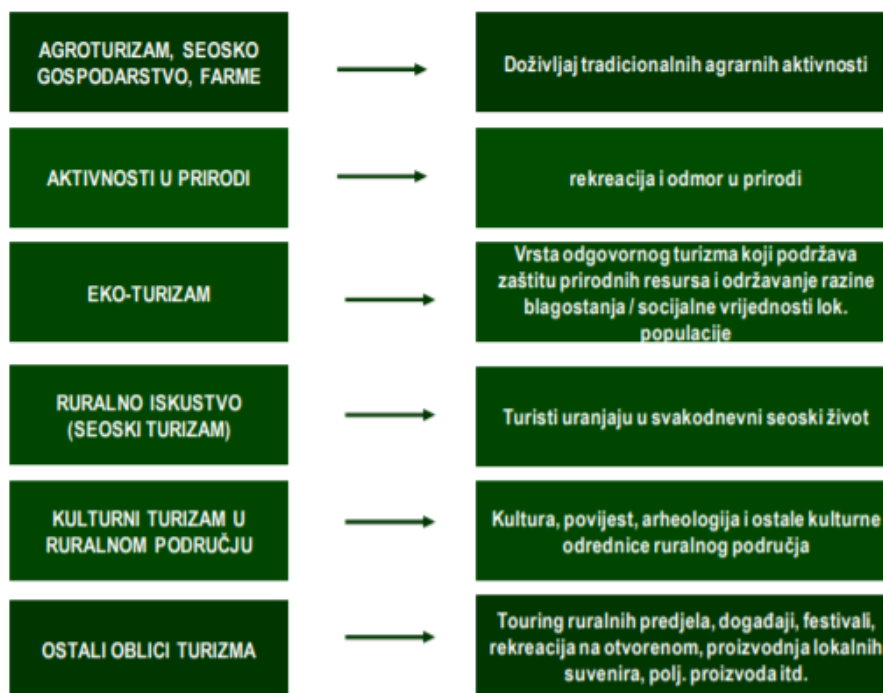 AGROTURIZAM, SEOSKO
GOSPODARSTVO, FARME
Doživljaj tradicionalnih agrarnih aktivnosti
AKTIVNOSTI U PRIRODI
rekreacija i odmor u prirodi
EKO-TURIZAM
Vrsta odgovornog turizma koji podržava
zaštitu prirodnih resursa i održavanje razine
blagostanja / socijalne vrijednosti lok.
populacije
RURALNO ISKUSTVO
(SEOSKI TURIZAM)
Turisti uranjaju u svakodnevni seoski život
KULTURNI TURIZAM U
RURALNOM PODRUČJU
Kultura, povijest, arheologija i ostale kulturne
odrednice ruralnog područja
OSTALI OBLICI TURIZMA
Touring ruralnih predjela, događaji, festivali,
rekreacija na otvorenom, proizvodnja lokalnih
suvenira, polj. proizvoda itd.